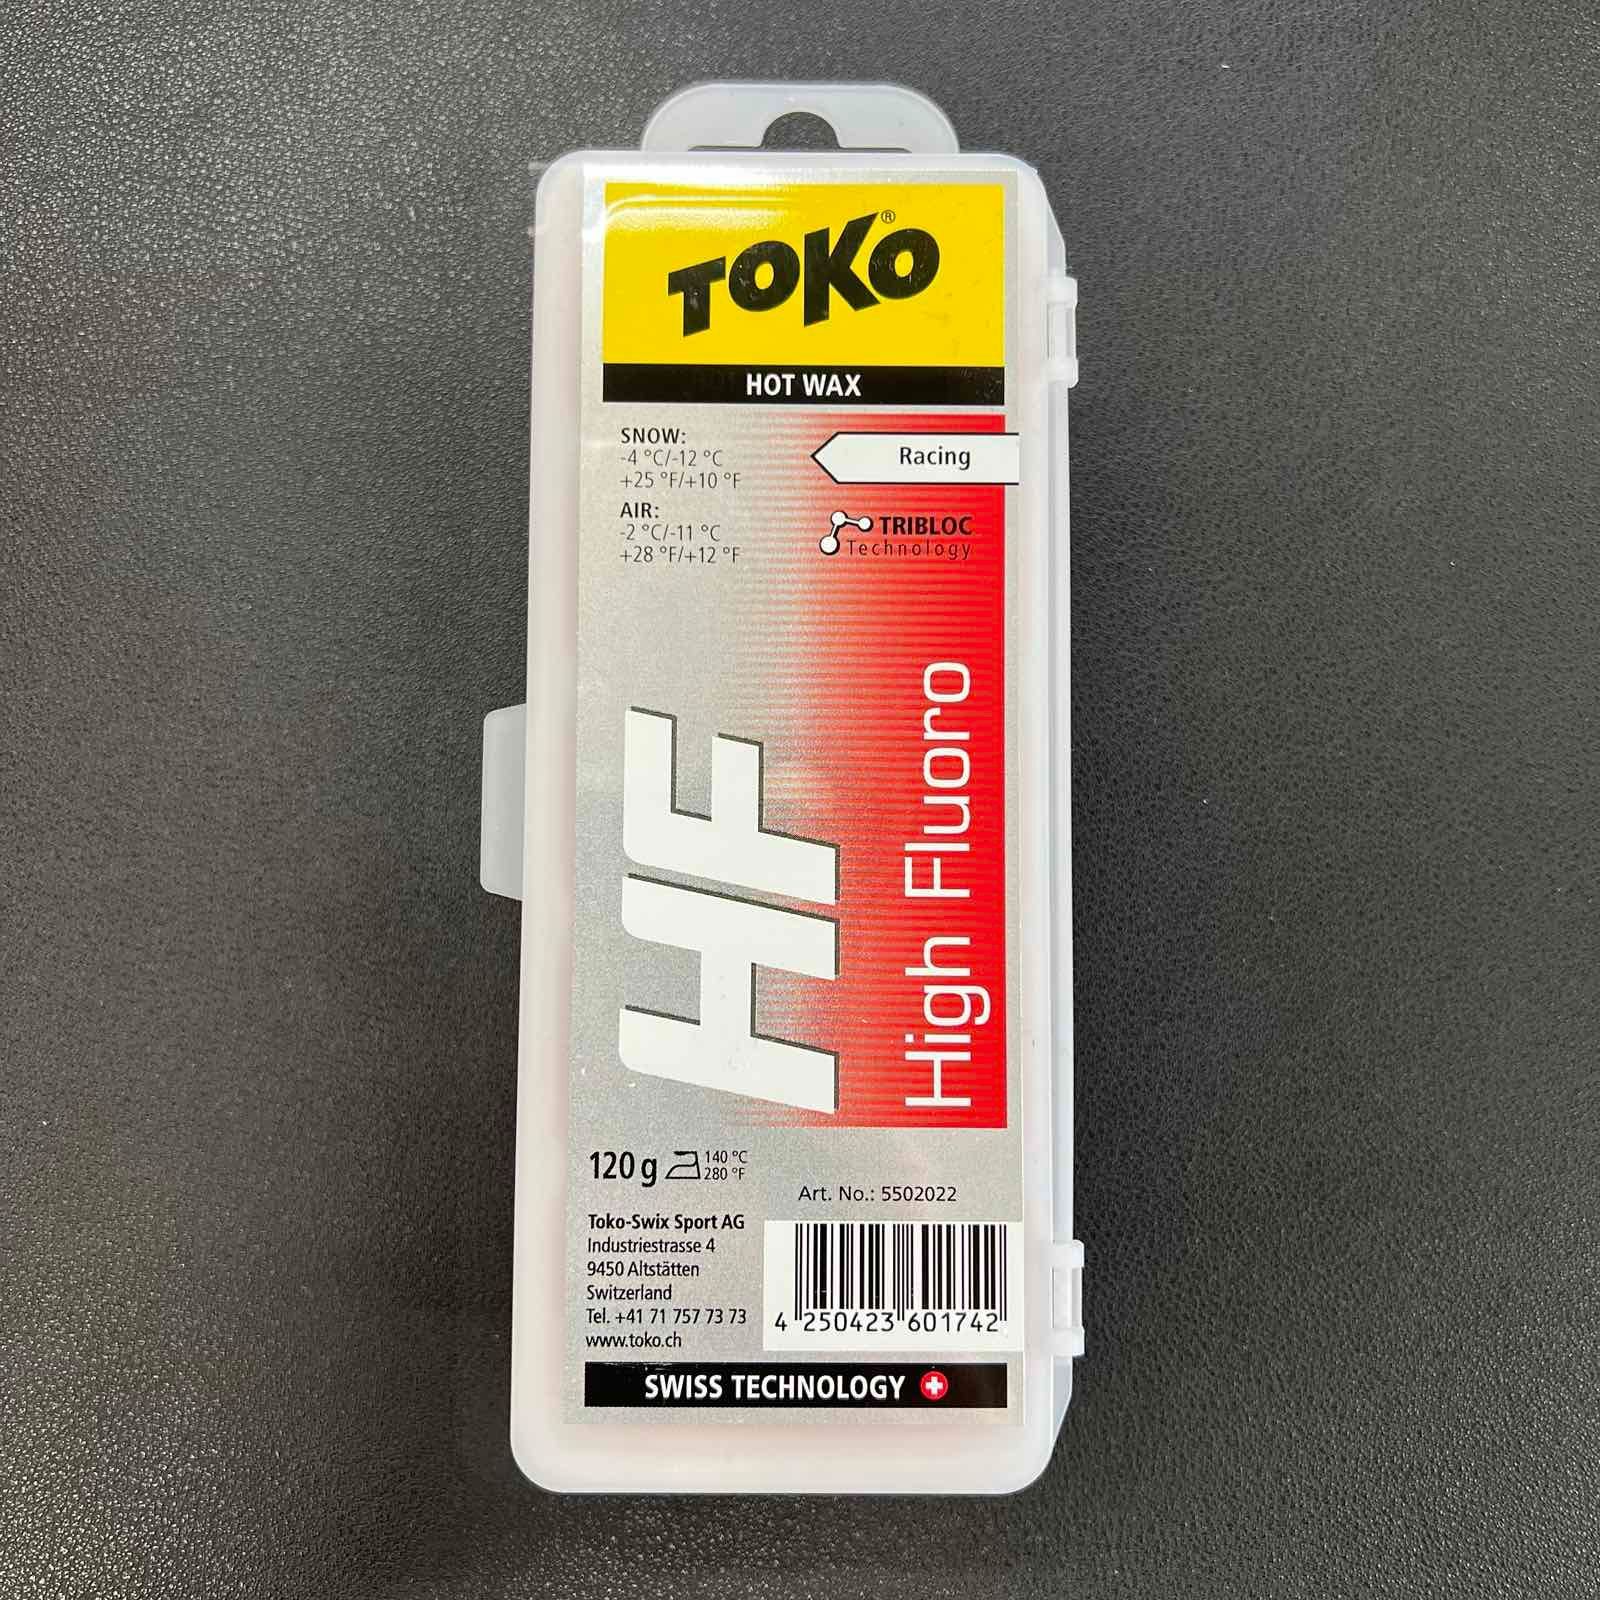 TOKO®
HOT WAX
SNOW:
-4 °C/-12 °C
+25 °F/+10 °F
AIR:
-2 °C/-11 °C
+28 °F/+12 °F
Racing
TRIBLOC
Technology
HF
High Fluoro
120 g
140 °C
280 °F
Art. No.: 5502022
Toko-Swix Sport AG
Industriestrasse 4
9450 Altstätten
Switzerland
Tel. +41 71 757 73 73
www.toko.ch
4 250423 601742
SWISS TECHNOLOGY